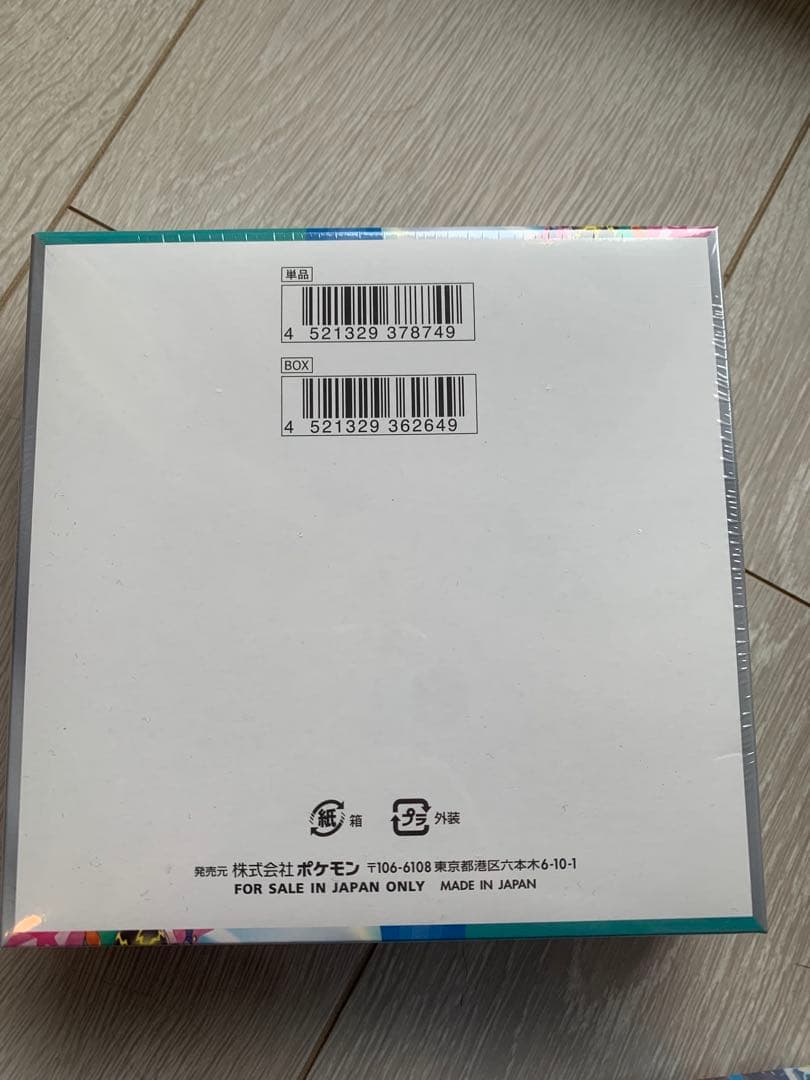 単品
4 521329 378749
BOX
4 521329 362649
紙 箱 プラ 外装
発売元 株式会社 ポケモン 〒106-6108 東京都港区六本木6-10-1
FOR SALE IN JAPAN ONLY MADE IN JAPAN